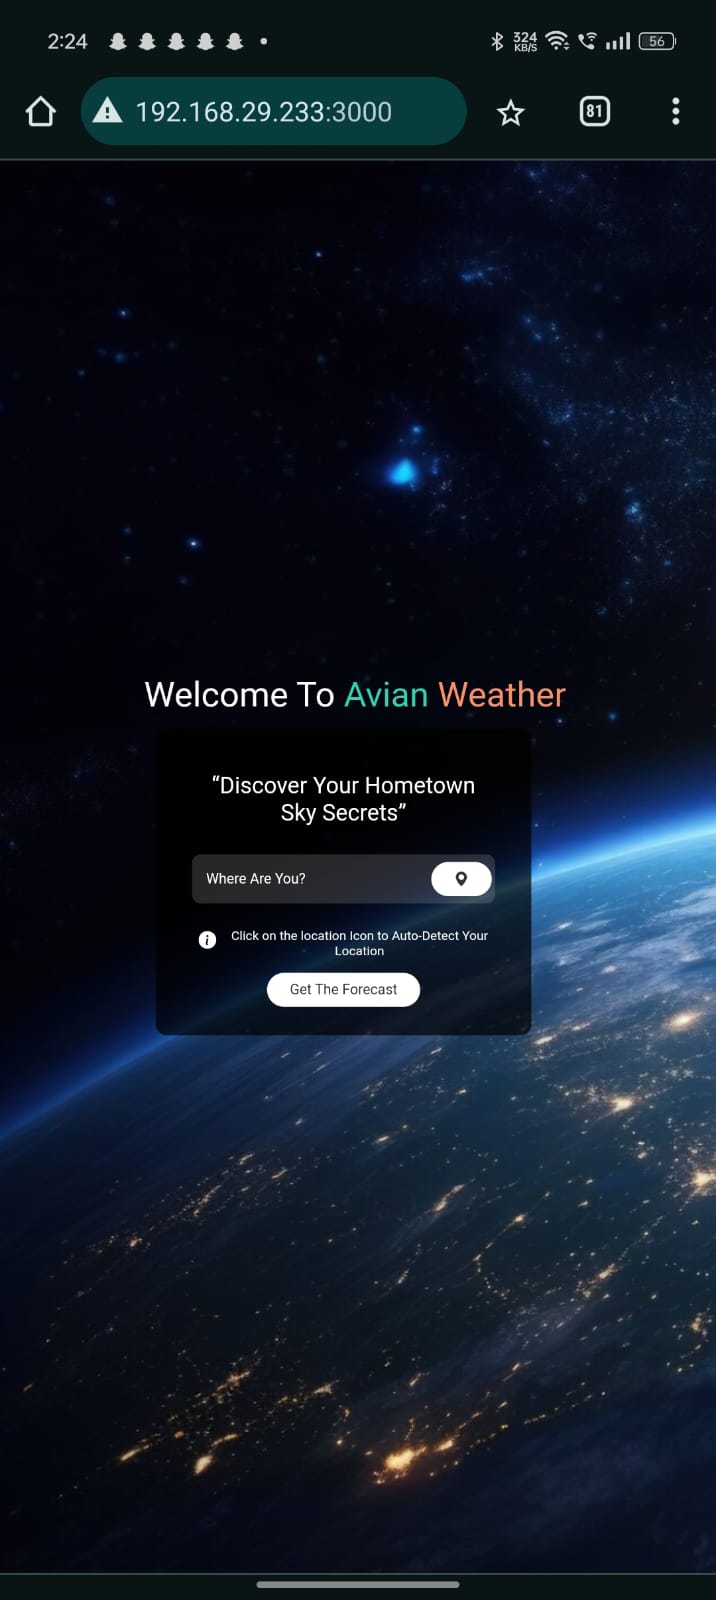 2:24
324
KB/S
56
192.168.29.233:3000
81
Welcome To Avian Weather
“Discover Your Hometown
Sky Secrets”
Where Are You?
i
Click on the location Icon to Auto-Detect Your
Location
Get The Forecast